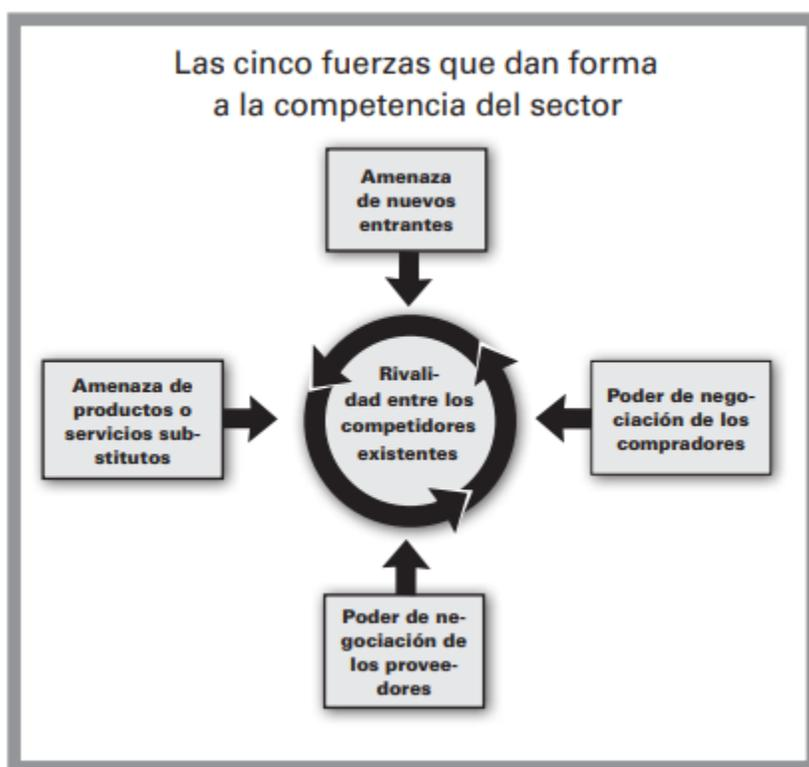 Las cinco fuerzas que dan forma
a la competencia del sector
Amenaza
de nuevos
entrantes
Amenaza de
productos o
servicios sub-
stitutos
Rivali-
dad entre los
competidores
existentes
Poder de nego-
ciación de los
compradores
Poder de ne-
gociación de
los provee-
dores